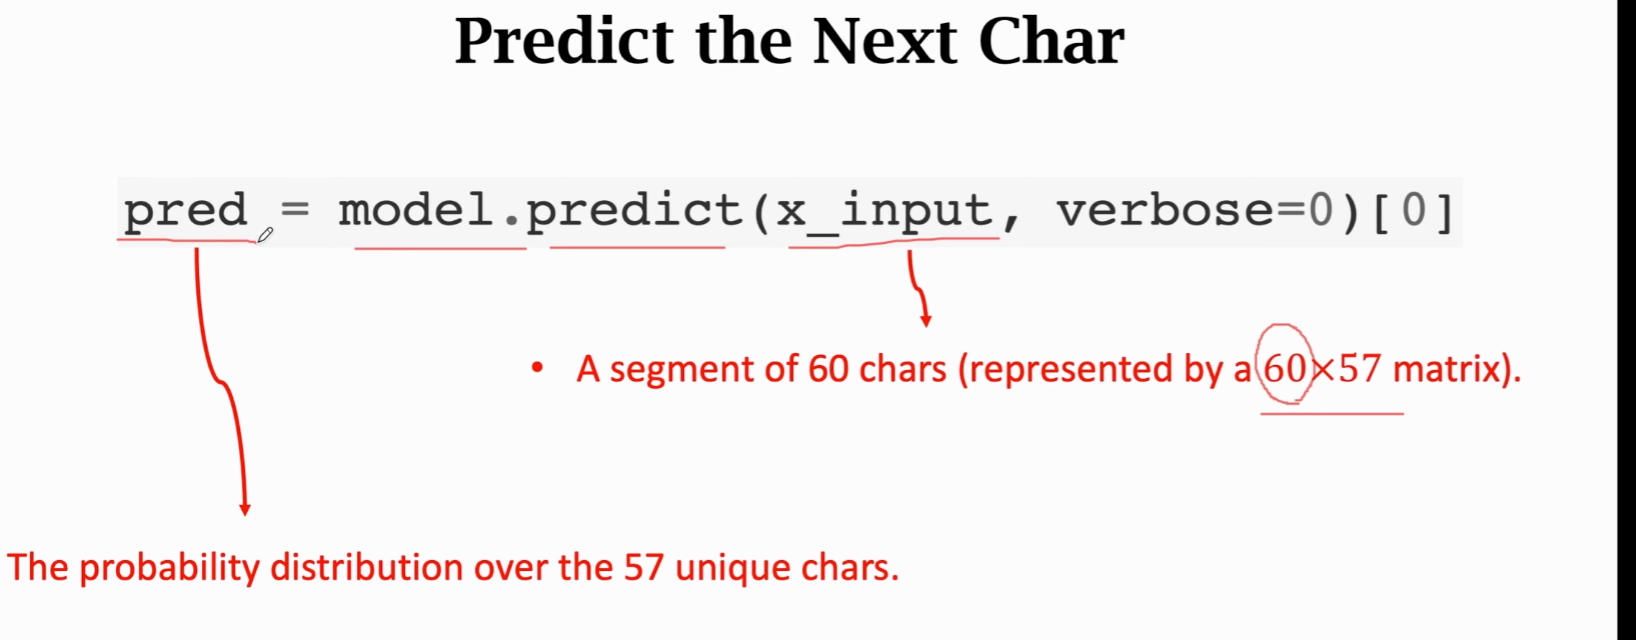 Predict the Next Char
pred = model.predict(x_input, verbose=0)[0]
• A segment of 60 chars (represented by a 60×57 matrix).
The probability distribution over the 57 unique chars.